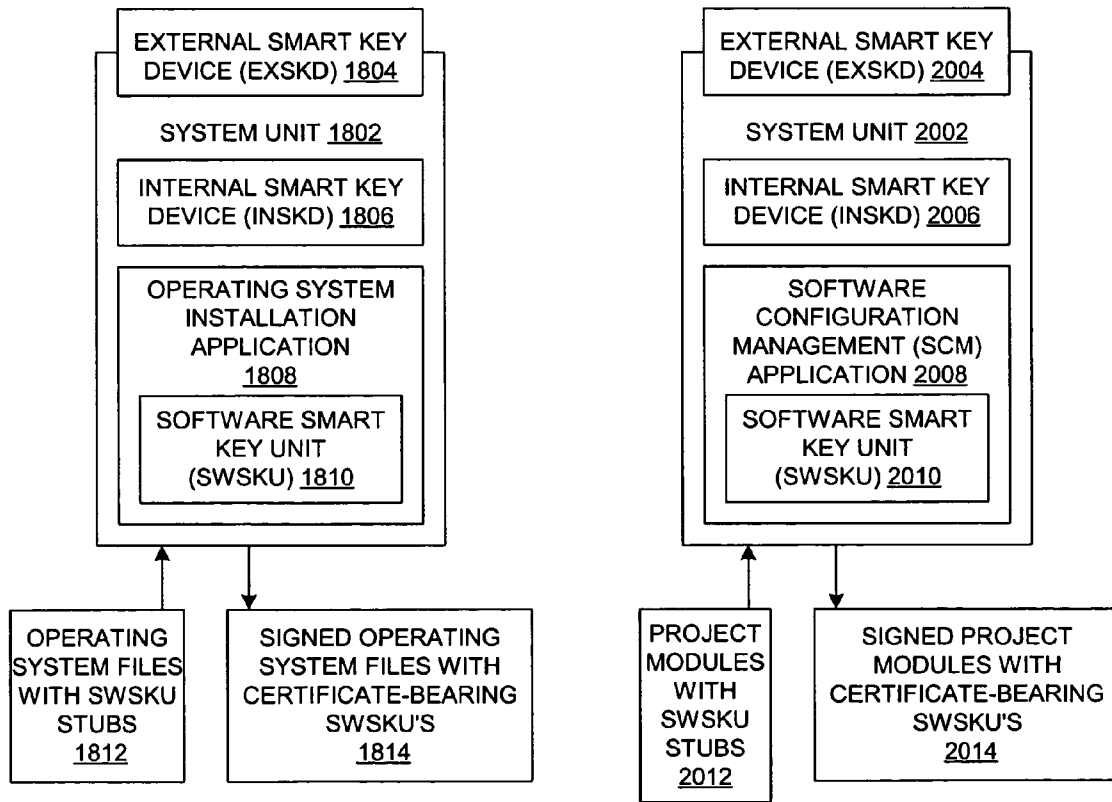 EXTERNAL SMART KEY
DEVICE (EXSKD) 1804
SYSTEM UNIT 1802
INTERNAL SMART KEY
DEVICE (INSKD) 1806
OPERATING SYSTEM
INSTALLATION
APPLICATION
1808
SOFTWARE SMART
KEY UNIT
(SWSKU) 1810
OPERATING
SYSTEM FILES
WITH SWSKU
STUBS
1812
SIGNED OPERATING
SYSTEM FILES WITH
CERTIFICATE-BEARING
SWSKU'S
1814
EXTERNAL SMART KEY
DEVICE (EXSKD) 2004
SYSTEM UNIT 2002
INTERNAL SMART KEY
DEVICE (INSKD) 2006
SOFTWARE
CONFIGURATION
MANAGEMENT (SCM)
APPLICATION 2008
SOFTWARE SMART
KEY UNIT
(SWSKU) 2010
PROJECT
MODULES
WITH
SWSKU
STUBS
2012
SIGNED PROJECT
MODULES WITH
CERTIFICATE-BEARING
SWSKU'S
2014